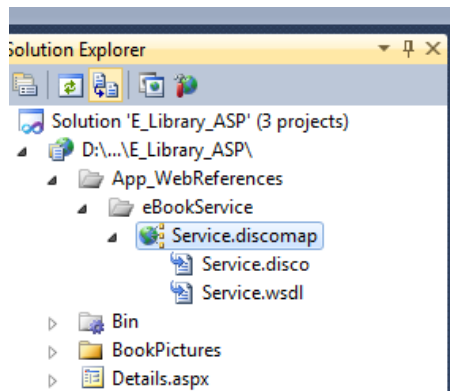 Solution Explorer
Solution 'E_Library_ASP' (3 projects)
D:\...\E_Library_ASP\
App_WebReferences
eBookService
Service.discomap
Service.disco
Service.wsdl
Bin
BookPictures
Details.aspx